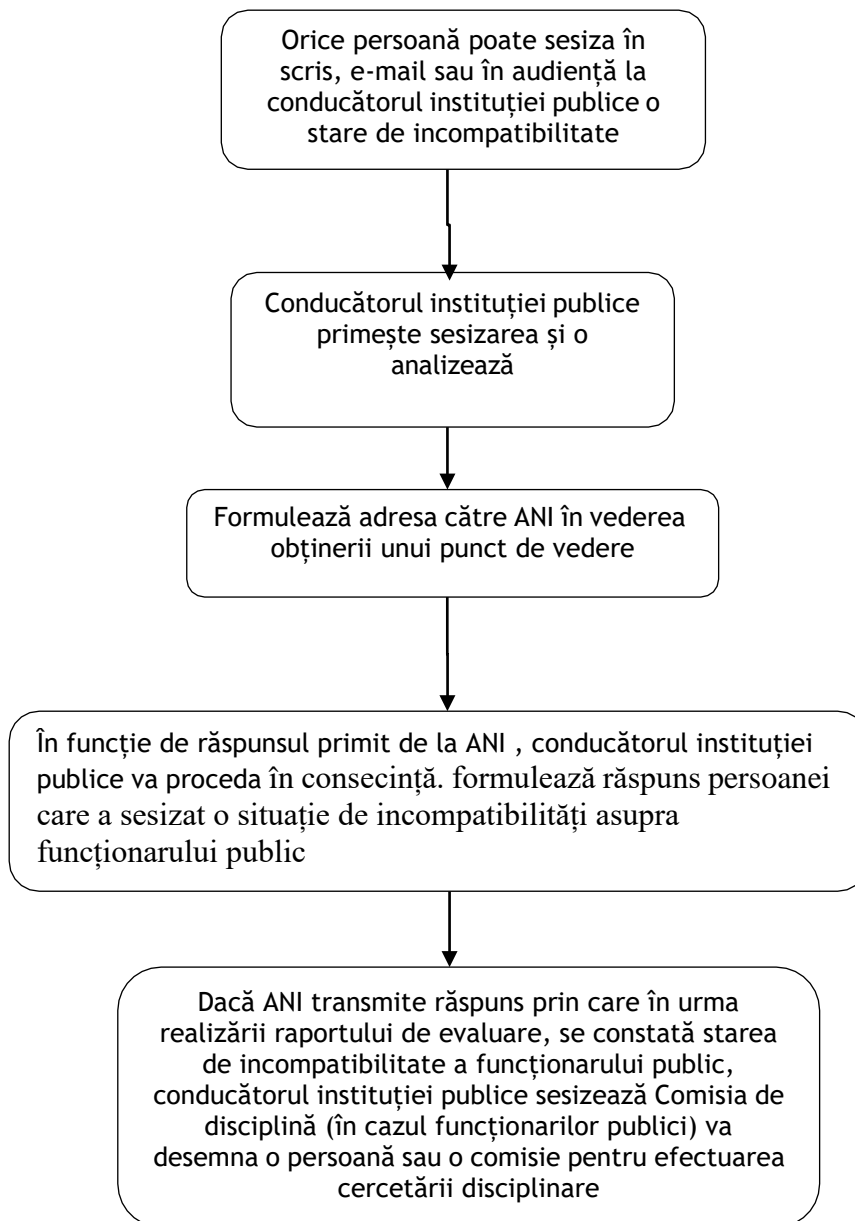 Orice persoană poate sesiza în
scris, e-mail sau în audiență la
conducătorul instituției publice o
stare de incompatibilitate
Conducătorul instituției publice
primește sesizarea și o
analizează
Formulează adresa către ANI în vederea
obținerii unui punct de vedere
În funcție de răspunsul primit de la ANI , conducătorul instituției
publice va proceda în consecință. formulează răspuns persoanei
care a sesizat o situație de incompatibilități asupra
funcționarului public
Dacă ANI transmite răspuns prin care în urma
realizării raportului de evaluare, se constată starea
de incompatibilitate a funcționarului public,
conducătorul instituției publice sesizează Comisia de
disciplină (în cazul funcționarilor publici) va
desemna o persoană sau o comisie pentru efectuarea
cercetării disciplinare